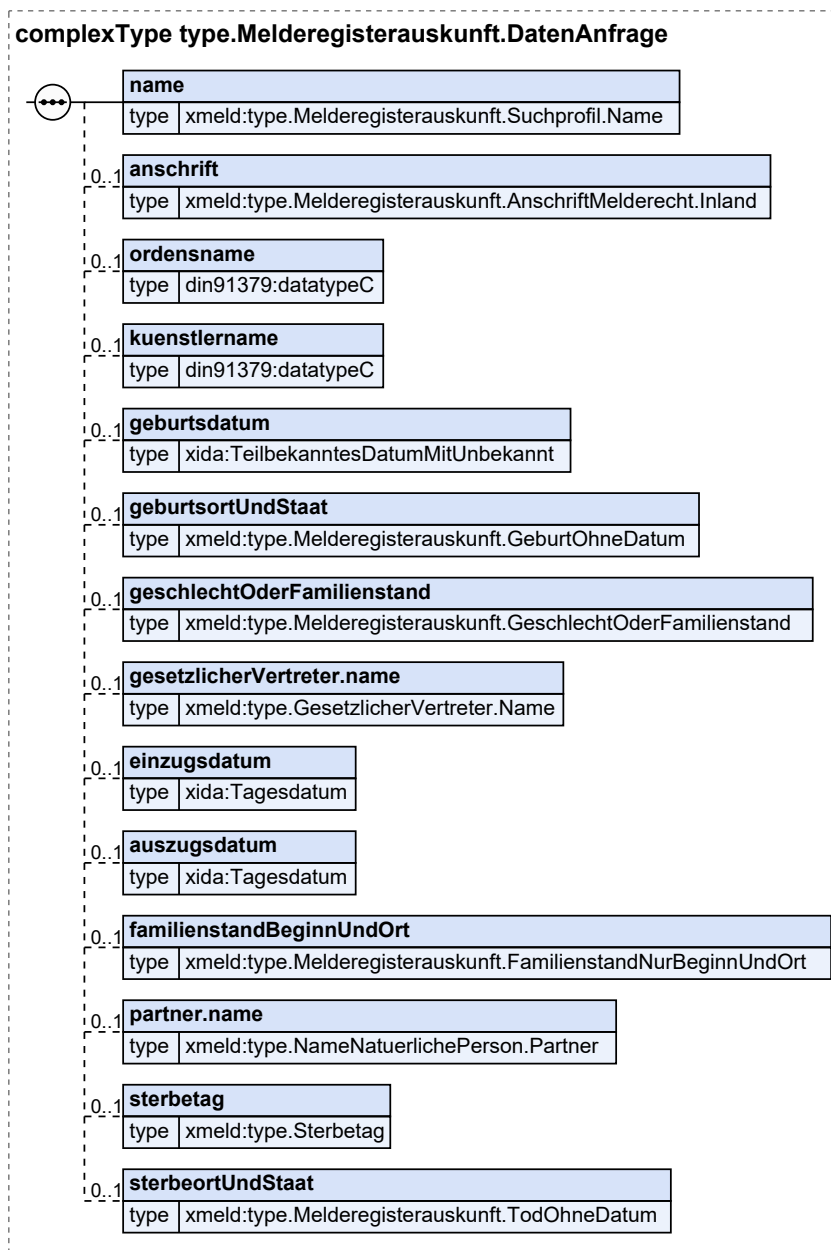 complexType type.Melderegisterauskunft.DatenAnfrage
name
type xmeld:type.Melderegisterauskunft.Suchprofil.Name
0..1 anschrift
type xmeld:type.Melderegisterauskunft.AnschriftMelderecht.Inland
0..1 ordensname
type din91379:datatypeC
0..1 kuenstlername
type din91379:datatypeC
0..1 geburtsdatum
type xida:TeilbekanntesDatumMitUnbekannt
0..1 geburtsortUndStaat
type xmeld:type.Melderegisterauskunft.GeburtOhneDatum
0..1 geschlechtOderFamilienstand
type xmeld:type.Melderegisterauskunft.GeschlechtOderFamilienstand
0..1 gesetzlicherVertreter.name
type xmeld:type.GesetzlicherVertreter.Name
0..1 einzugsdatum
type xida:Tagesdatum
0..1 auszugsdatum
type xida:Tagesdatum
0..1 familienstandBeginnUndOrt
type xmeld:type.Melderegisterauskunft.FamilienstandNurBeginnUndOrt
0..1 partner.name
type xmeld:type.NameNatuerlichePerson.Partner
0..1 sterbetag
type xmeld:type.Sterbetag
0..1 sterbeortUndStaat
type xmeld:type.Melderegisterauskunft.TodOhneDatum